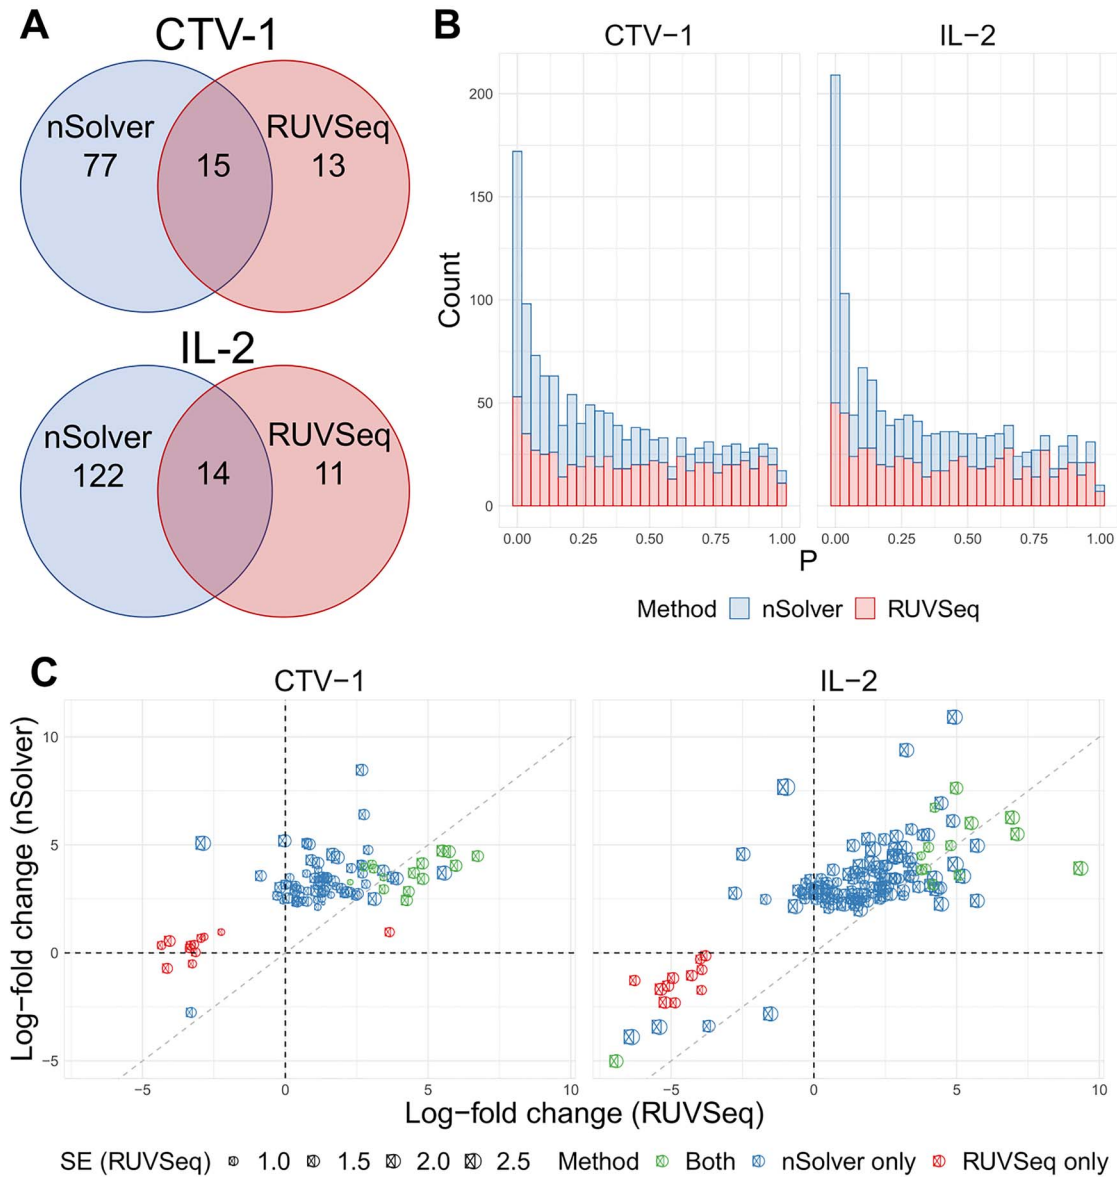 A
CTV-1
nSolver
77
15
RUVSeq
13
IL-2
nSolver
122
14
RUVSeq
11
B
CTV−1
IL−2
Count
200
150
100
50
0
0.00 0.25 0.50 0.75 1.00
0.00 0.25 0.50 0.75 1.00
P
Method nSolver RUVSeq
C
CTV−1
IL−2
Log−fold change (nSolver)
10
5
0
−5
−5 0 5 10
−5 0 5 10
Log−fold change (RUVSeq)
SE (RUVSeq) 1.0 1.5 2.0 2.5 Method Both nSolver only RUVSeq only